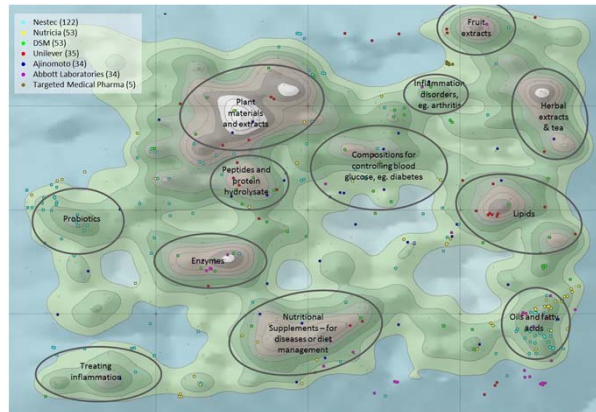 Nestec (122)
Nutricia (53)
DSM (53)
Unilever (35)
Ajinomoto (34)
Abbott Laboratories (34)
Targeted Medical Pharma (5)
Fruit
extracts
Inflammation
disorders,
eg. arthritis
Plant
materials
and extracts
Herbal
extracts
& tea
Compositions for
controlling blood
glucose, eg. diabetes
Peptides and
protein
hydrolysate
Probiotics
Lipids
Enzymes
Nutritional
Supplements – for
diseases or diet
management
Oils and fatty
adds
Treating
inflammation